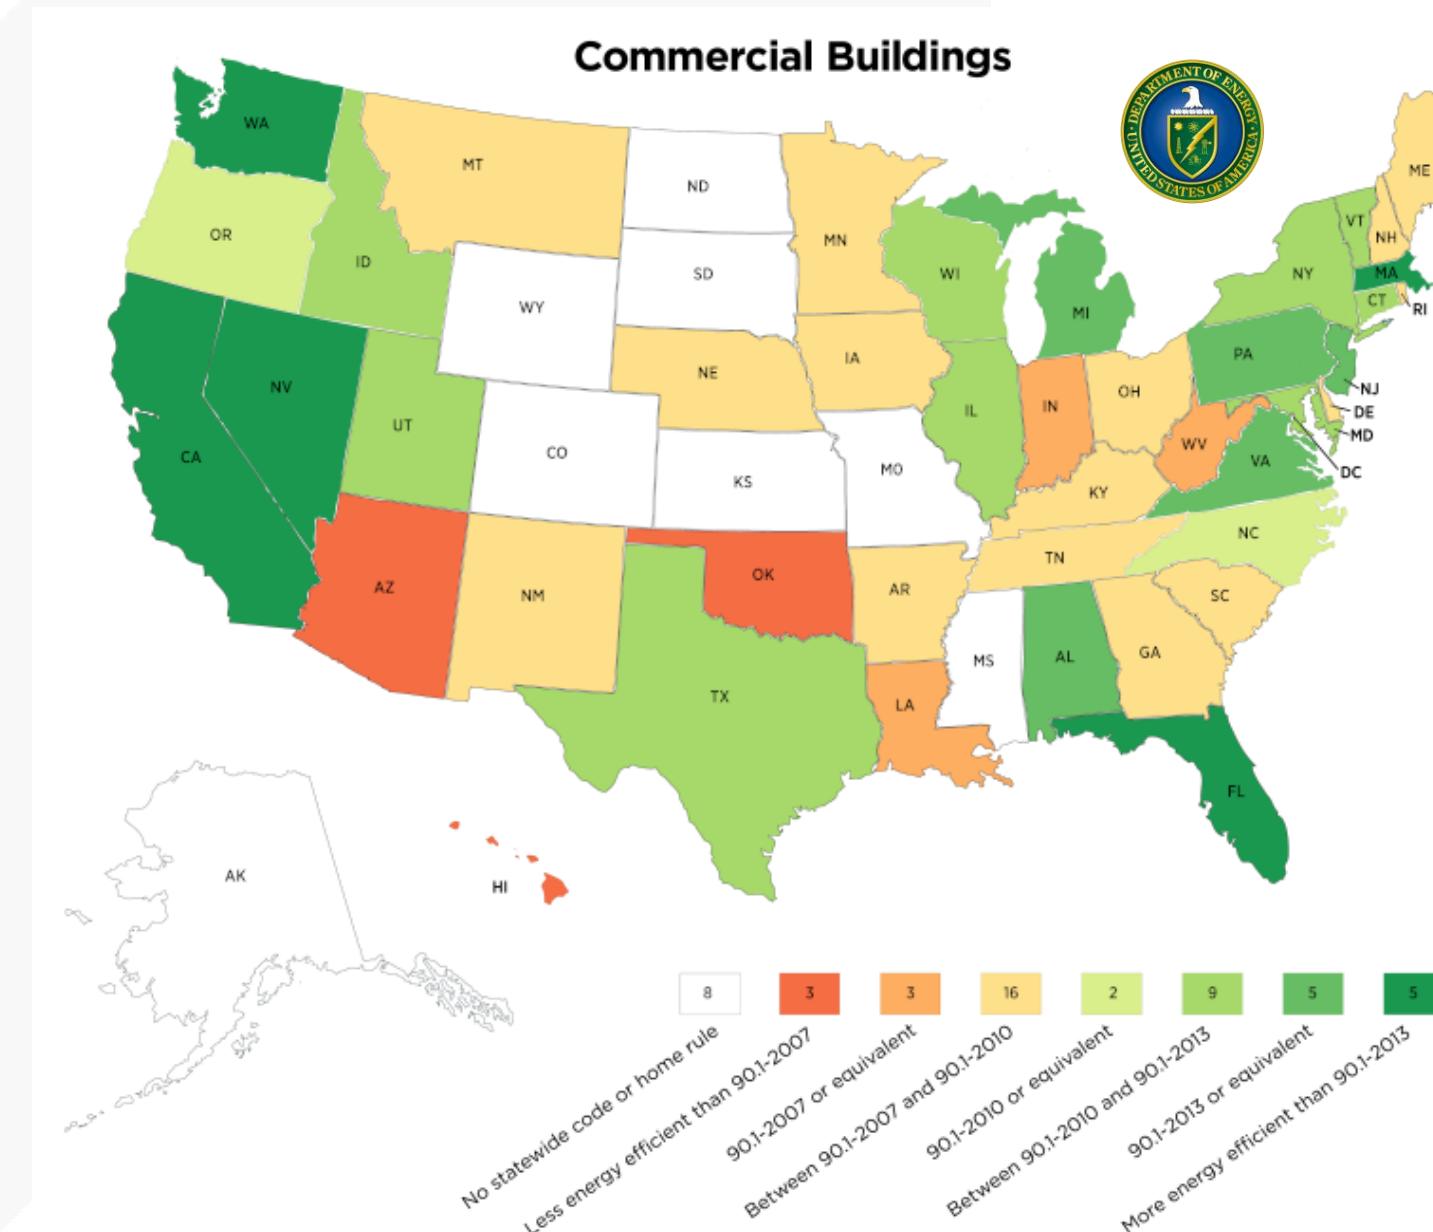 Commercial Buildings
DEPARTMENT OF ENERGY
UNITED STATES OF AMERICA
WA
MT
ND
MN
ME
OR
ID
SD
WI
VT
NH
NY
MA
CT
RI
WY
MI
IA
PA
NE
NV
OH
NJ
IN
IL
DE
UT
CO
MD
WV
CA
KS
MO
VA
DC
KY
NC
TN
AZ
NM
OK
AR
SC
MS
AL
GA
TX
LA
FL
AK
HI
8
3
3
16
2
9
5
5
No statewide code or home rule
Less energy efficient than 90.1-2007
90.1-2007 or equivalent
Between 90.1-2007 and 90.1-2010
90.1-2010 or equivalent
Between 90.1-2010 and 90.1-2013
90.1-2013 or equivalent
More energy efficient than 90.1-2013